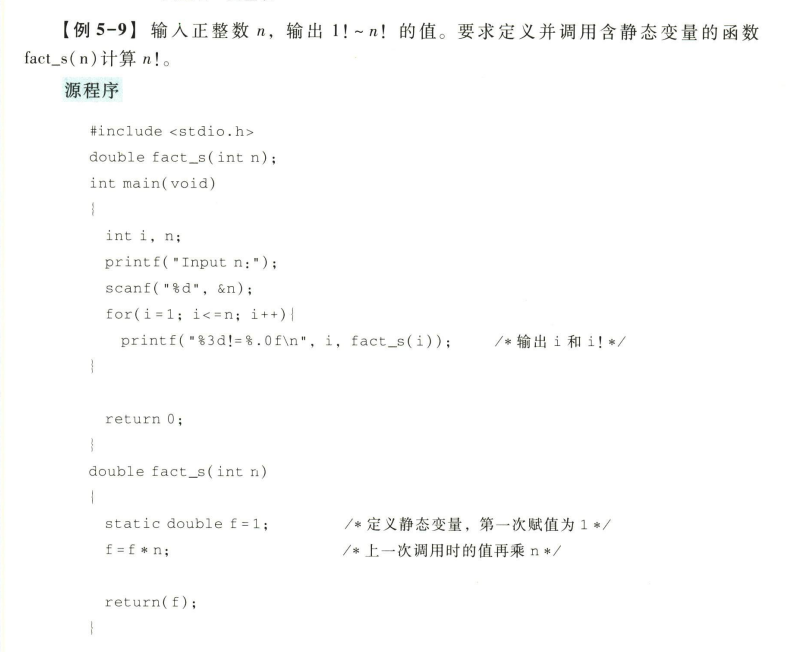 【例 5-9】 输入正整数 n，输出 1! ~ n! 的值。要求定义并调用含静态变量的函数
fact_s(n)计算 n!。
源程序
#include <stdio.h>
double fact_s(int n);
int main(void)
{
int i, n;
printf("Input n:");
scanf("%d", &n);
for(i=1; i<=n; i++){
printf("%3d!=%.0f\n", i, fact_s(i)); /*输出 i 和 i! */
}
return 0;
}
double fact_s(int n)
{
static double f=1; /* 定义静态变量，第一次赋值为 1 */
f=f*n; /* 上一次调用时的值再乘 n */
return(f);
}